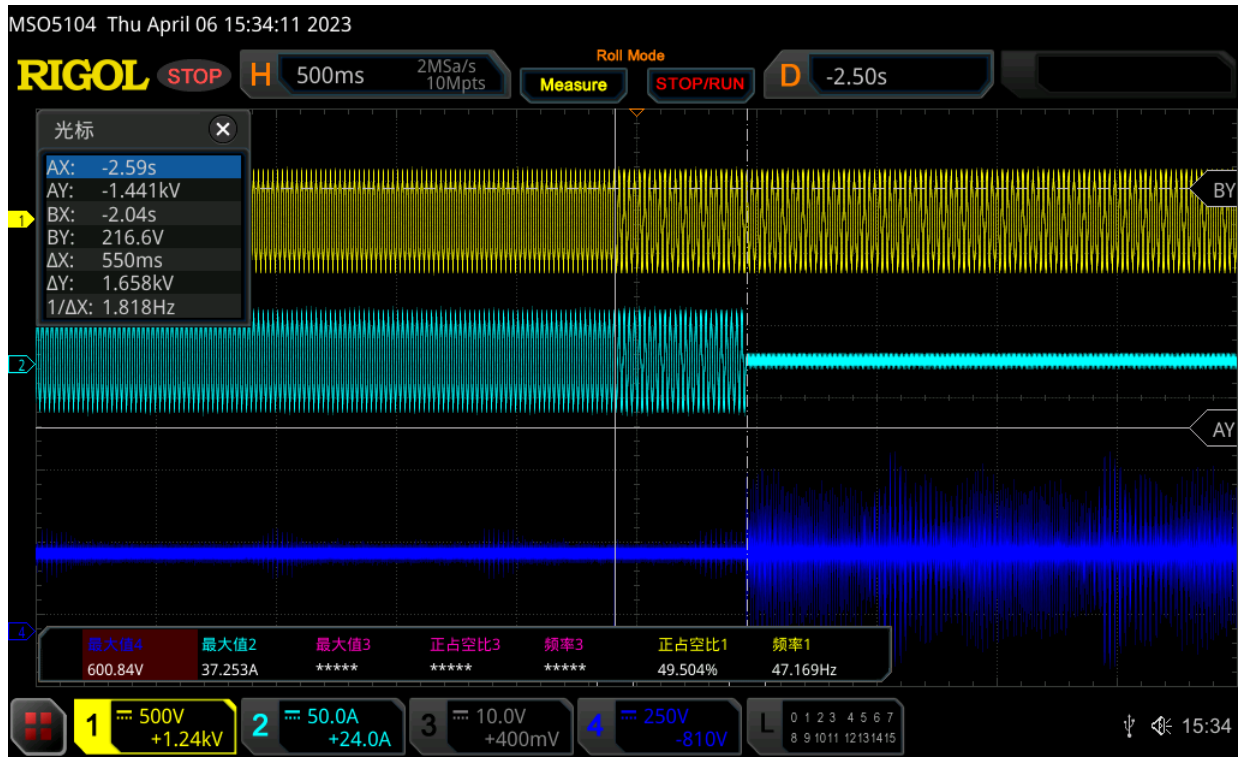 MSO5104 Thu April 06 15:34:11 2023
RIGOL STOP H 500ms 2MSa/s 10Mpts Roll Mode Measure STOP/RUN D -2.50s
光标
AX: -2.59s
AY: -1.441kV
BX: -2.04s
BY: 216.6V
ΔX: 550ms
ΔY: 1.658kV
1/ΔX: 1.818Hz
1
BY
2
AY
4
最大值4 最大值2 最大值3 正占空比3 频率3 正占空比1 频率1
600.84V 37.253A ***** ***** ***** 49.504% 47.169Hz
1 500V +1.24kV
2 50.0A +24.0A
3 10.0V +400mV
4 250V -810V
L 0 1 2 3 4 5 6 7
8 9 10 11 12 13 14 15
15:34